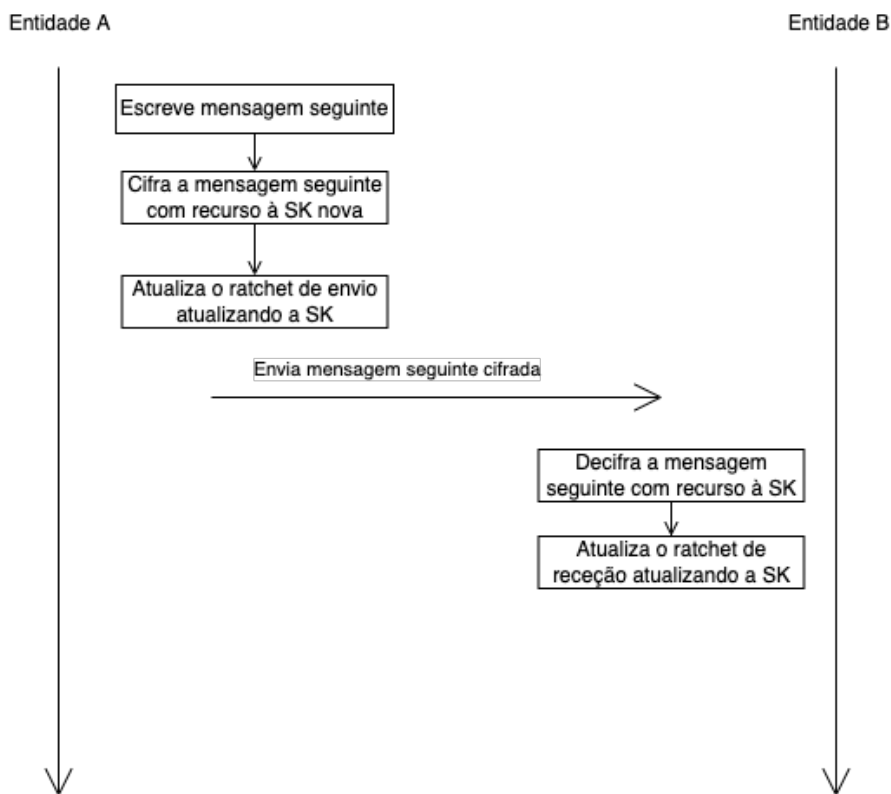 Entidade A
Entidade B
Escreve mensagem seguinte
Cifra a mensagem seguinte
com recurso à SK nova
Atualiza o ratchet de envio
atualizando a SK
Envia mensagem seguinte cifrada
Decifra a mensagem
seguinte com recurso à SK
Atualiza o ratchet de
receção atualizando a SK